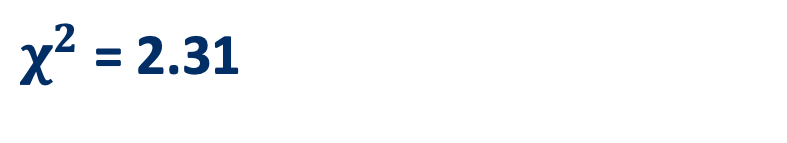 χ² = 2.31